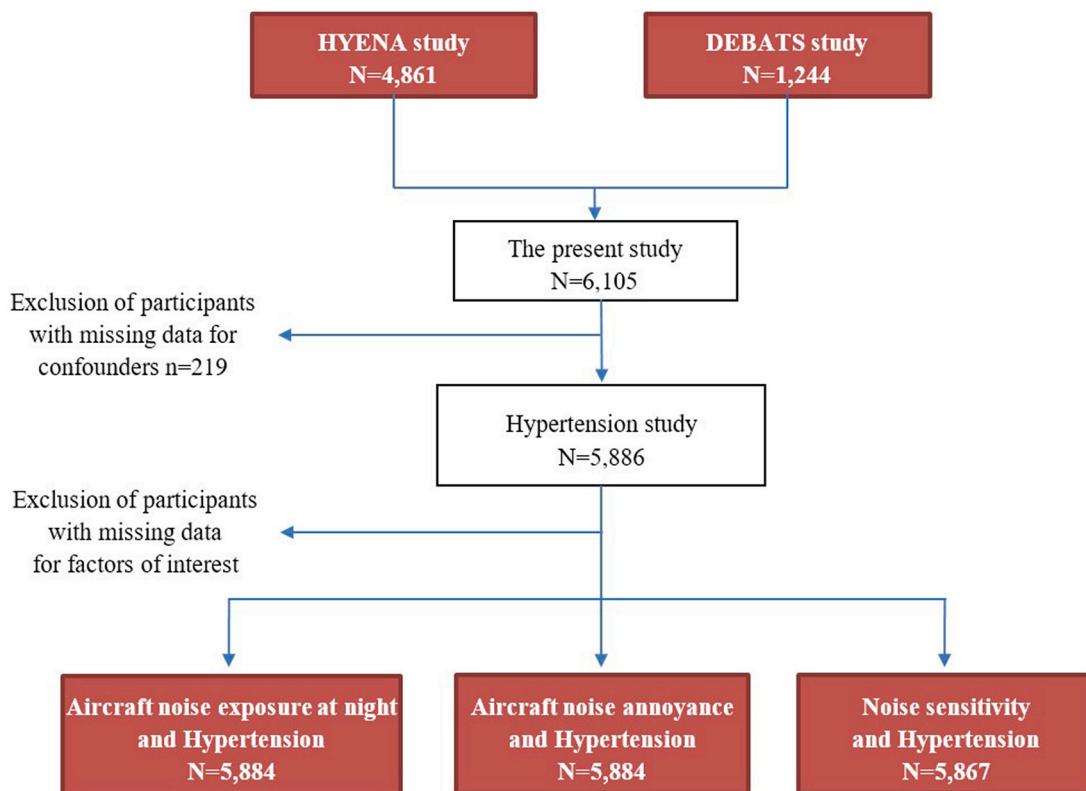 HYENA study
N=4,861
DEBATS study
N=1,244
The present study
N=6,105
Exclusion of participants
with missing data for
confounders n=219
Hypertension study
N=5,886
Exclusion of participants
with missing data
for factors of interest
Aircraft noise exposure at night
and Hypertension
N=5,884
Aircraft noise annoyance
and Hypertension
N=5,884
Noise sensitivity
and Hypertension
N=5,867